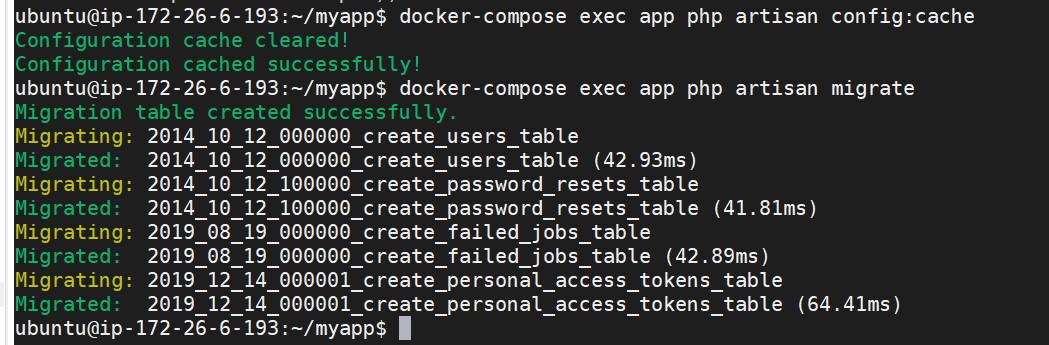 ubuntu@ip-172-26-6-193:~/myapp$ docker-compose exec app php artisan config:cache
Configuration cache cleared!
Configuration cached successfully!
ubuntu@ip-172-26-6-193:~/myapp$ docker-compose exec app php artisan migrate
Migration table created successfully.
Migrating: 2014_10_12_000000_create_users_table
Migrated:  2014_10_12_000000_create_users_table (42.93ms)
Migrating: 2014_10_12_100000_create_password_resets_table
Migrated:  2014_10_12_100000_create_password_resets_table (41.81ms)
Migrating: 2019_08_19_000000_create_failed_jobs_table
Migrated:  2019_08_19_000000_create_failed_jobs_table (42.89ms)
Migrating: 2019_12_14_000001_create_personal_access_tokens_table
Migrated:  2019_12_14_000001_create_personal_access_tokens_table (64.41ms)
ubuntu@ip-172-26-6-193:~/myapp$